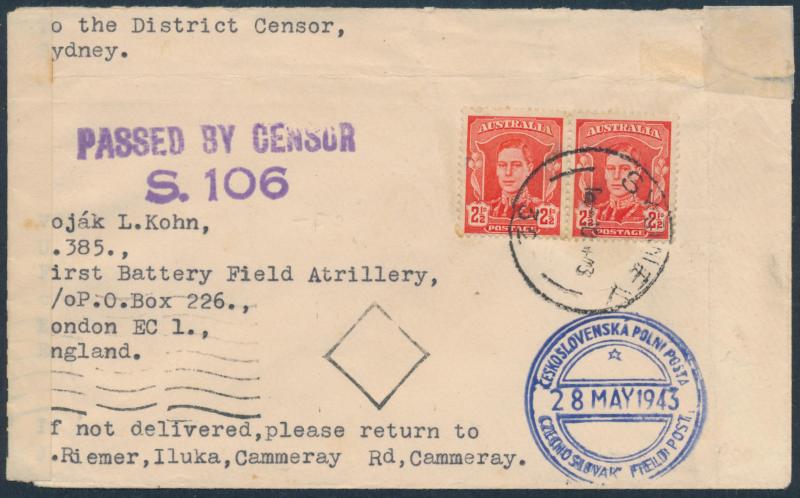 o the District Censor,
ydney.
PASSED BY CENSOR
S. 106
AUSTRALIA
2½ᴰ 2½ᴰ
POSTAGE
AUSTRALIA
2½ᴰ 2½ᴰ
POSTAGE
oják L.Kohn,
.385.,
irst Battery Field Atrillery,
/oP.O.Box 226.,
ondon EC 1.,
ngland.
ČESKOSLOVENSKÁ POLNÍ POŠTA
28 MAY 1943
CZECHOSLOVAK FIELD POST
f not delivered,please return to
.Riemer,Iluka,Cammeray Rd,Cammeray.